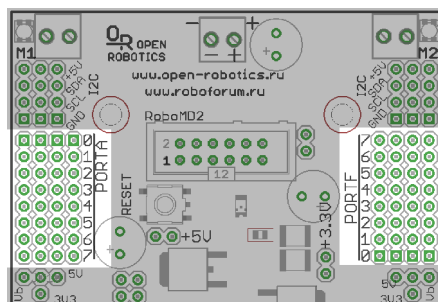 M1
OR OPEN
ROBOTICS
- +
- +
M2
www.open-robotics.ru
www.roboforum.ru
+5V
SDA
SCL
GND
I2C
I2C
+5V
SDA
SCL
GND
RoboMD2
2
1
12
PORTA
0
1
2
3
4
5
6
7
RESET
+5V
+3.3V
PORTF
7
6
5
4
3
2
1
0
5V
3V3
Vb
5V
3V3
Vb